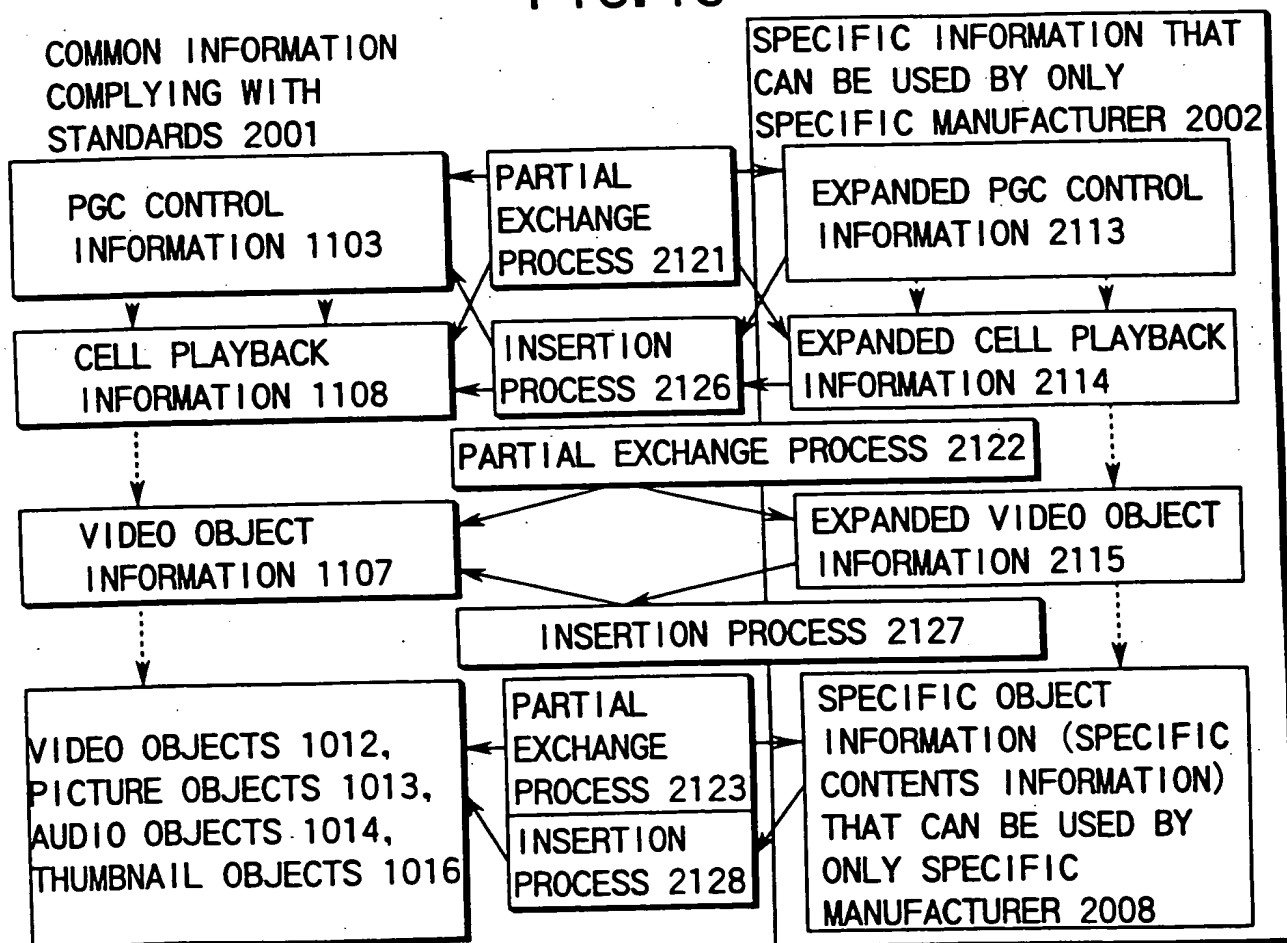 COMMON INFORMATION
COMPLYING WITH
STANDARDS 2001
SPECIFIC INFORMATION THAT
CAN BE USED BY ONLY
SPECIFIC MANUFACTURER 2002
PGC CONTROL
INFORMATION 1103
PARTIAL
EXCHANGE
PROCESS 2121
EXPANDED PGC CONTROL
INFORMATION 2113
CELL PLAYBACK
INFORMATION 1108
INSERTION
PROCESS 2126
EXPANDED CELL PLAYBACK
INFORMATION 2114
PARTIAL EXCHANGE PROCESS 2122
VIDEO OBJECT
INFORMATION 1107
EXPANDED VIDEO OBJECT
INFORMATION 2115
INSERTION PROCESS 2127
VIDEO OBJECTS 1012,
PICTURE OBJECTS 1013,
AUDIO OBJECTS 1014,
THUMBNAIL OBJECTS 1016
PARTIAL
EXCHANGE
PROCESS 2123
INSERTION
PROCESS 2128
SPECIFIC OBJECT
INFORMATION (SPECIFIC
CONTENTS INFORMATION)
THAT CAN BE USED BY
ONLY SPECIFIC
MANUFACTURER 2008